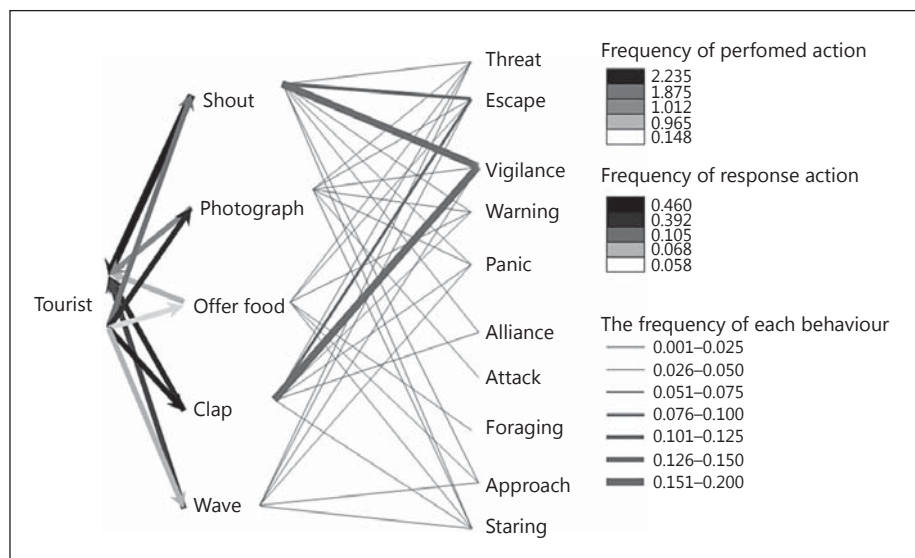 Tourist
Shout
Photograph
Offer food
Clap
Wave
Threat
Escape
Vigilance
Warning
Panic
Alliance
Attack
Foraging
Approach
Staring
Frequency of perfomed action
2.235
1.875
1.012
0.965
0.148
Frequency of response action
0.460
0.392
0.105
0.068
0.058
The frequency of each behaviour
0.001–0.025
0.026–0.050
0.051–0.075
0.076–0.100
0.101–0.125
0.126–0.150
0.151–0.200